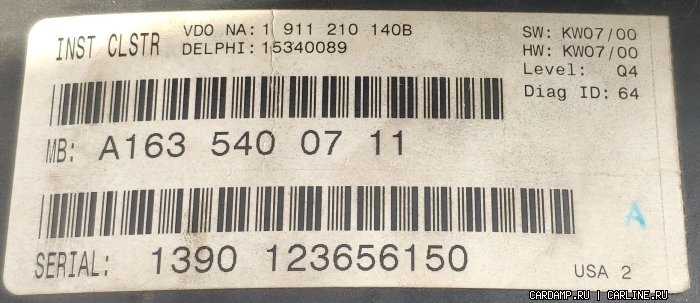 INST CLSTR
VDO NA: 1 911 210 140B
DELPHI: 15340089
SW: KW07/00
HW: KW07/00
Level: Q4
Diag ID: 64
MB: A163 540 07 11
A
SERIAL: 1390 123656150
USA 2
CARDAMP.RU | CARLINE.RU